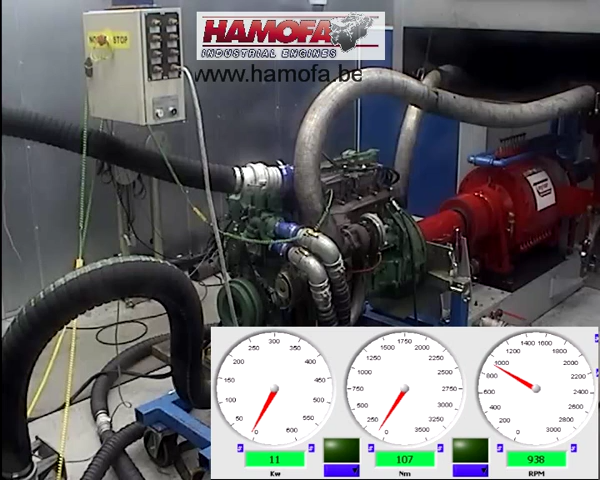 HAMOFA
INDUSTRIAL ENGINES
www.hamofa.be
STOP
0 50 100 150 200 250 300 350 400 450 500 550 600
11
Kw
0 250 500 750 1000 1250 1500 1750 2000 2250 2500 2750 3000 3250 3500
107
Nm
0 200 400 600 800 1000 1200 1400 1600 1800 2000 2200 2400 2600 2800 3000
938
RPM